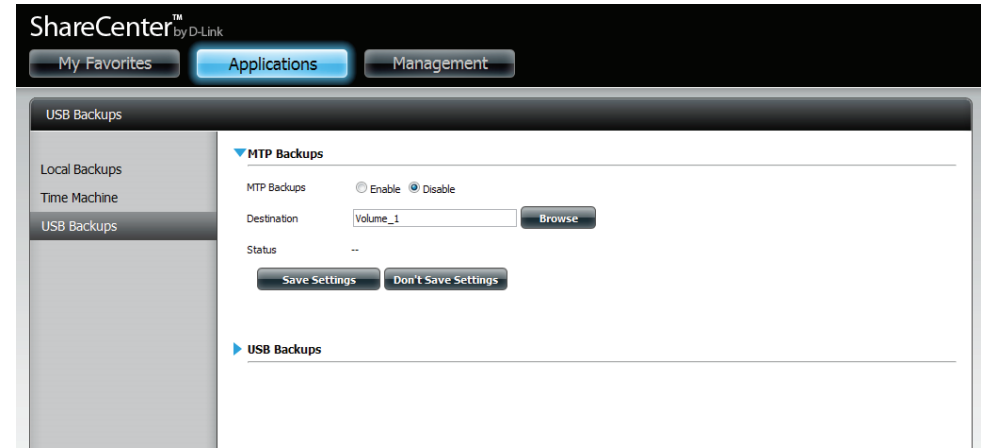 ShareCenter™ by D-Link
My Favorites Applications Management
USB Backups
Local Backups
Time Machine
USB Backups
MTP Backups
MTP Backups Enable Disable
Destination Volume_1 Browse
Status --
Save Settings Don't Save Settings
USB Backups